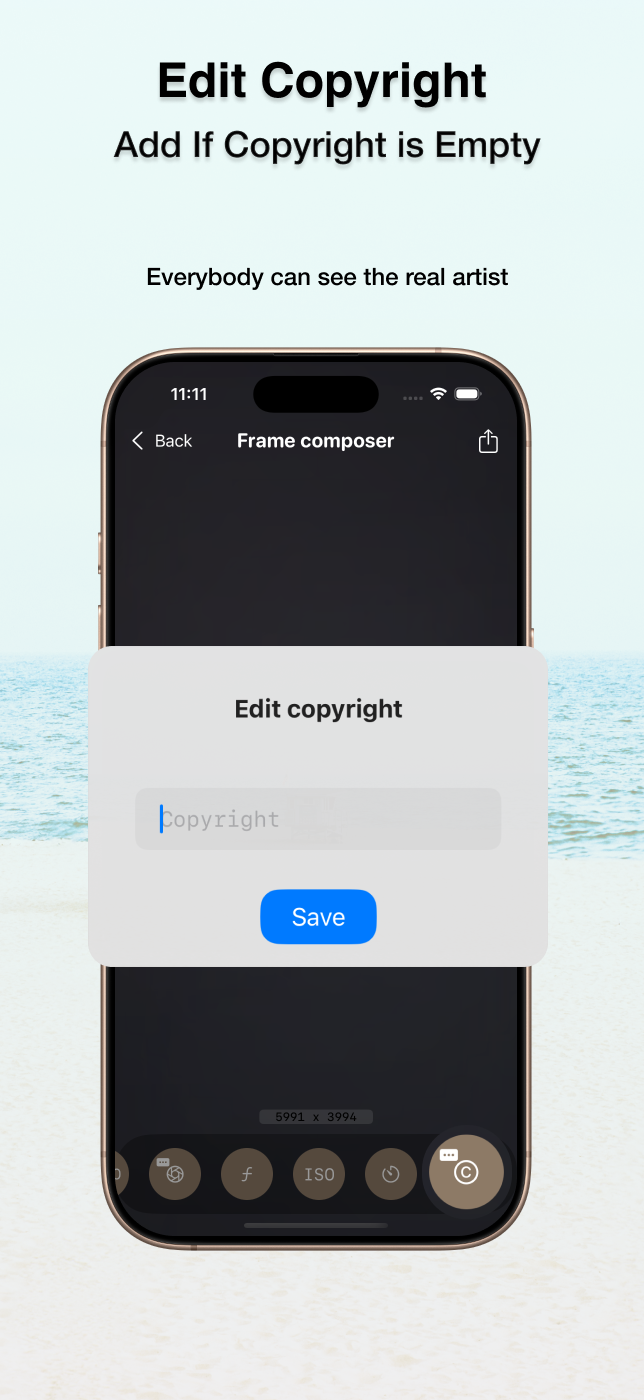 Edit Copyright
Add If Copyright is Empty
Everybody can see the real artist
11:11
Back
Frame composer
Edit copyright
Copyright
Save
5991 x 3994
f
ISO
©